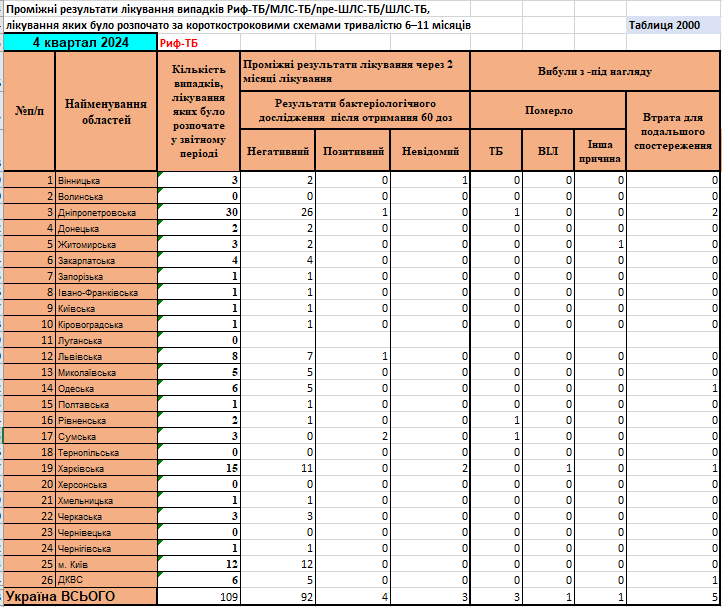 Проміжні результати лікування випадків Риф-ТБ/МЛС-ТБ/пре-ШЛС-ТБ/ШЛС-ТБ,
лікування яких було розпочато за короткостроковими схемами тривалістю 6–11 місяців Таблиця 2000
4 квартал 2024 Риф-ТБ
№п/п Найменування областей Кількість випадків, лікування яких було розпочате у звітному періоді Проміжні результати лікування через 2 місяці лікування Вибули з -під нагляду
Результати бактеріологічного дослідження після отримання 60 доз Померло Втрата для подальшого спостереження
Негативний Позитивний Невідомий ТБ ВІЛ Інша причина
1 Вінницька 3 2 0 1 0 0 0 0
2 Волинська 0 0 0 0 0 0 0 0
3 Дніпропетровська 30 26 1 0 1 0 0 2
4 Донецька 2 2 0 0 0 0 0 0
5 Житомирська 3 2 0 0 0 0 1 0
6 Закарпатська 4 4 0 0 0 0 0 0
7 Запорізька 1 1 0 0 0 0 0 0
8 Івано-Франківська 1 1 0 0 0 0 0 0
9 Київська 1 1 0 0 0 0 0 0
10 Кіровоградська 1 1 0 0 0 0 0 0
11 Луганська 0
12 Львівська 8 7 1 0 0 0 0 0
13 Миколаївська 5 5 0 0 0 0 0 0
14 Одеська 6 5 0 0 0 0 0 1
15 Полтавська 1 1 0 0 0 0 0 0
16 Рівненська 2 1 0 0 1 0 0 0
17 Сумська 3 0 2 0 1 0 0 0
18 Тернопільська 0 0 0 0 0 0 0 0
19 Харківська 15 11 0 2 0 1 0 1
20 Херсонська 0 0 0 0 0 0 0 0
21 Хмельницька 1 1 0 0 0 0 0 0
22 Черкаська 3 3 0 0 0 0 0 0
23 Чернівецька 0 0 0 0 0 0 0 0
24 Чернігівська 1 1 0 0 0 0 0 0
25 м. Київ 12 12 0 0 0 0 0 0
26 ДКВС 6 5 0 0 0 0 0 1
Україна ВСЬОГО 109 92 4 3 3 1 1 5